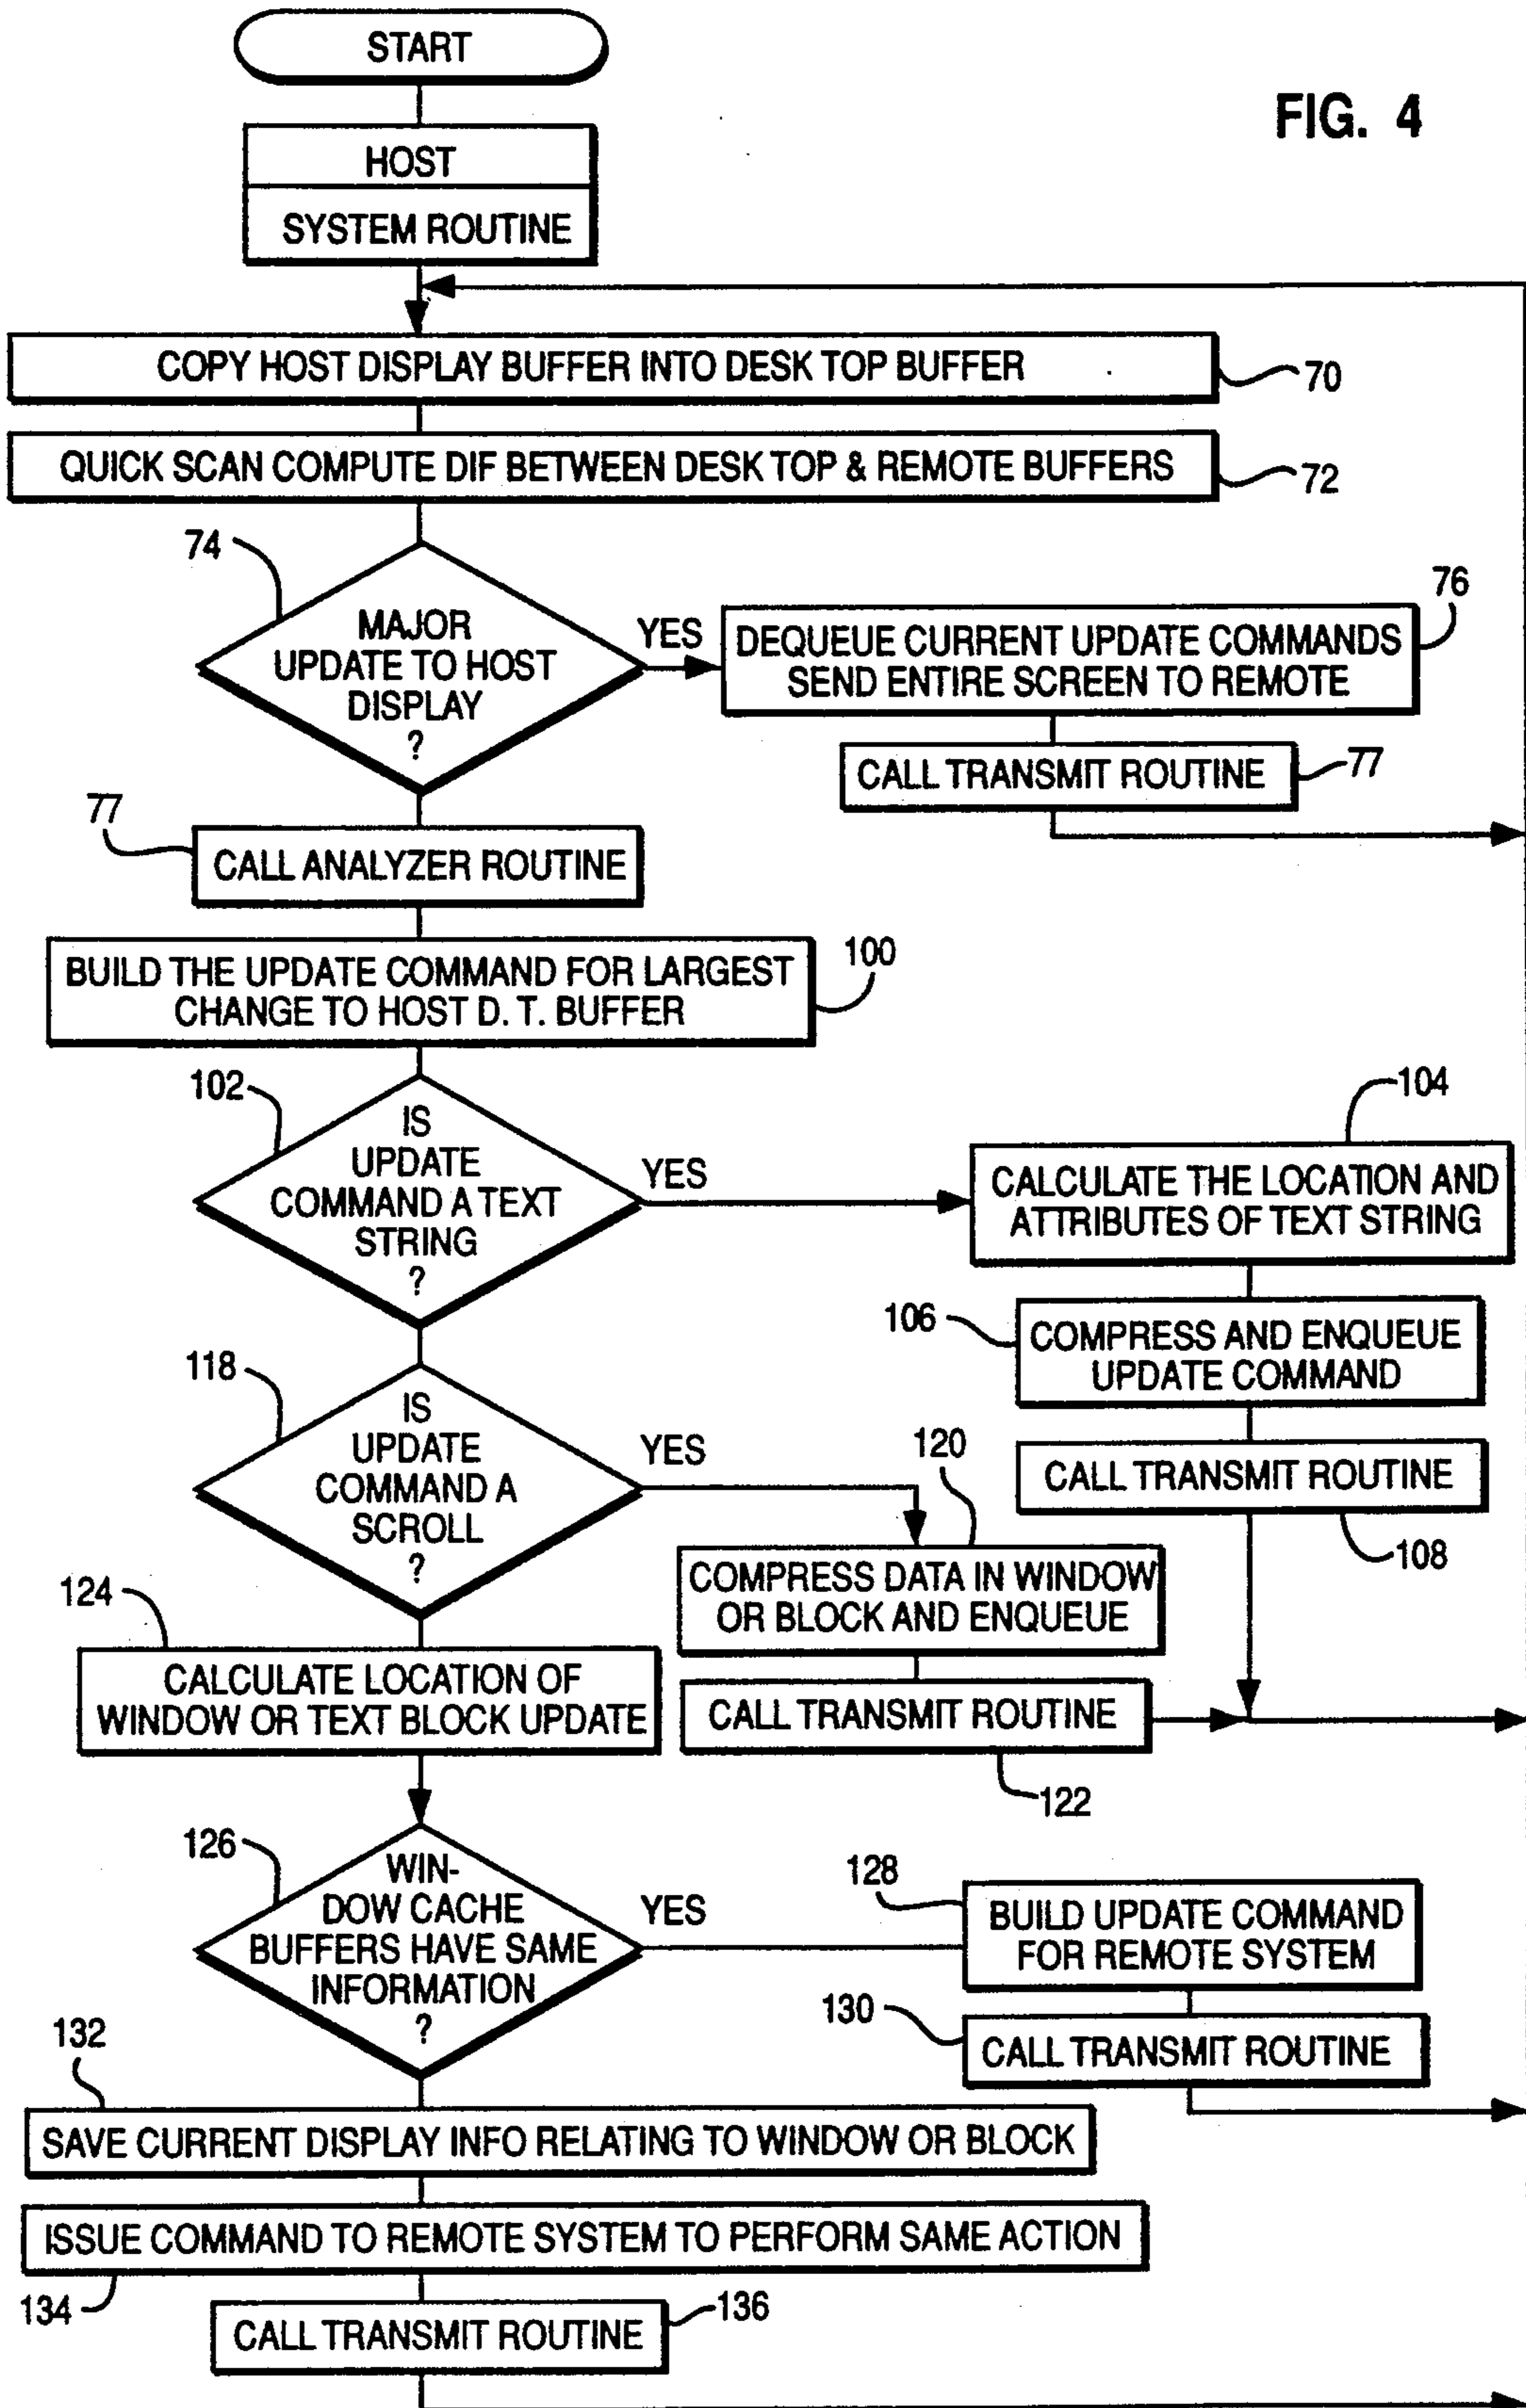 START
FIG. 4
HOST
SYSTEM ROUTINE
COPY HOST DISPLAY BUFFER INTO DESK TOP BUFFER
70
QUICK SCAN COMPUTE DIF BETWEEN DESK TOP & REMOTE BUFFERS
72
74
MAJOR
UPDATE TO HOST
DISPLAY
?
YES
76
DEQUEUE CURRENT UPDATE COMMANDS
SEND ENTIRE SCREEN TO REMOTE
CALL TRANSMIT ROUTINE
77
77
CALL ANALYZER ROUTINE
BUILD THE UPDATE COMMAND FOR LARGEST
CHANGE TO HOST D. T. BUFFER
100
102
IS
UPDATE
COMMAND A TEXT
STRING
?
YES
104
CALCULATE THE LOCATION AND
ATTRIBUTES OF TEXT STRING
106
COMPRESS AND ENQUEUE
UPDATE COMMAND
CALL TRANSMIT ROUTINE
108
118
IS
UPDATE
COMMAND A
SCROLL
?
YES
120
COMPRESS DATA IN WINDOW
OR BLOCK AND ENQUEUE
CALL TRANSMIT ROUTINE
122
124
CALCULATE LOCATION OF
WINDOW OR TEXT BLOCK UPDATE
126
WIN-
DOW CACHE
BUFFERS HAVE SAME
INFORMATION
?
YES
128
BUILD UPDATE COMMAND
FOR REMOTE SYSTEM
130
CALL TRANSMIT ROUTINE
132
SAVE CURRENT DISPLAY INFO RELATING TO WINDOW OR BLOCK
ISSUE COMMAND TO REMOTE SYSTEM TO PERFORM SAME ACTION
134
CALL TRANSMIT ROUTINE
136